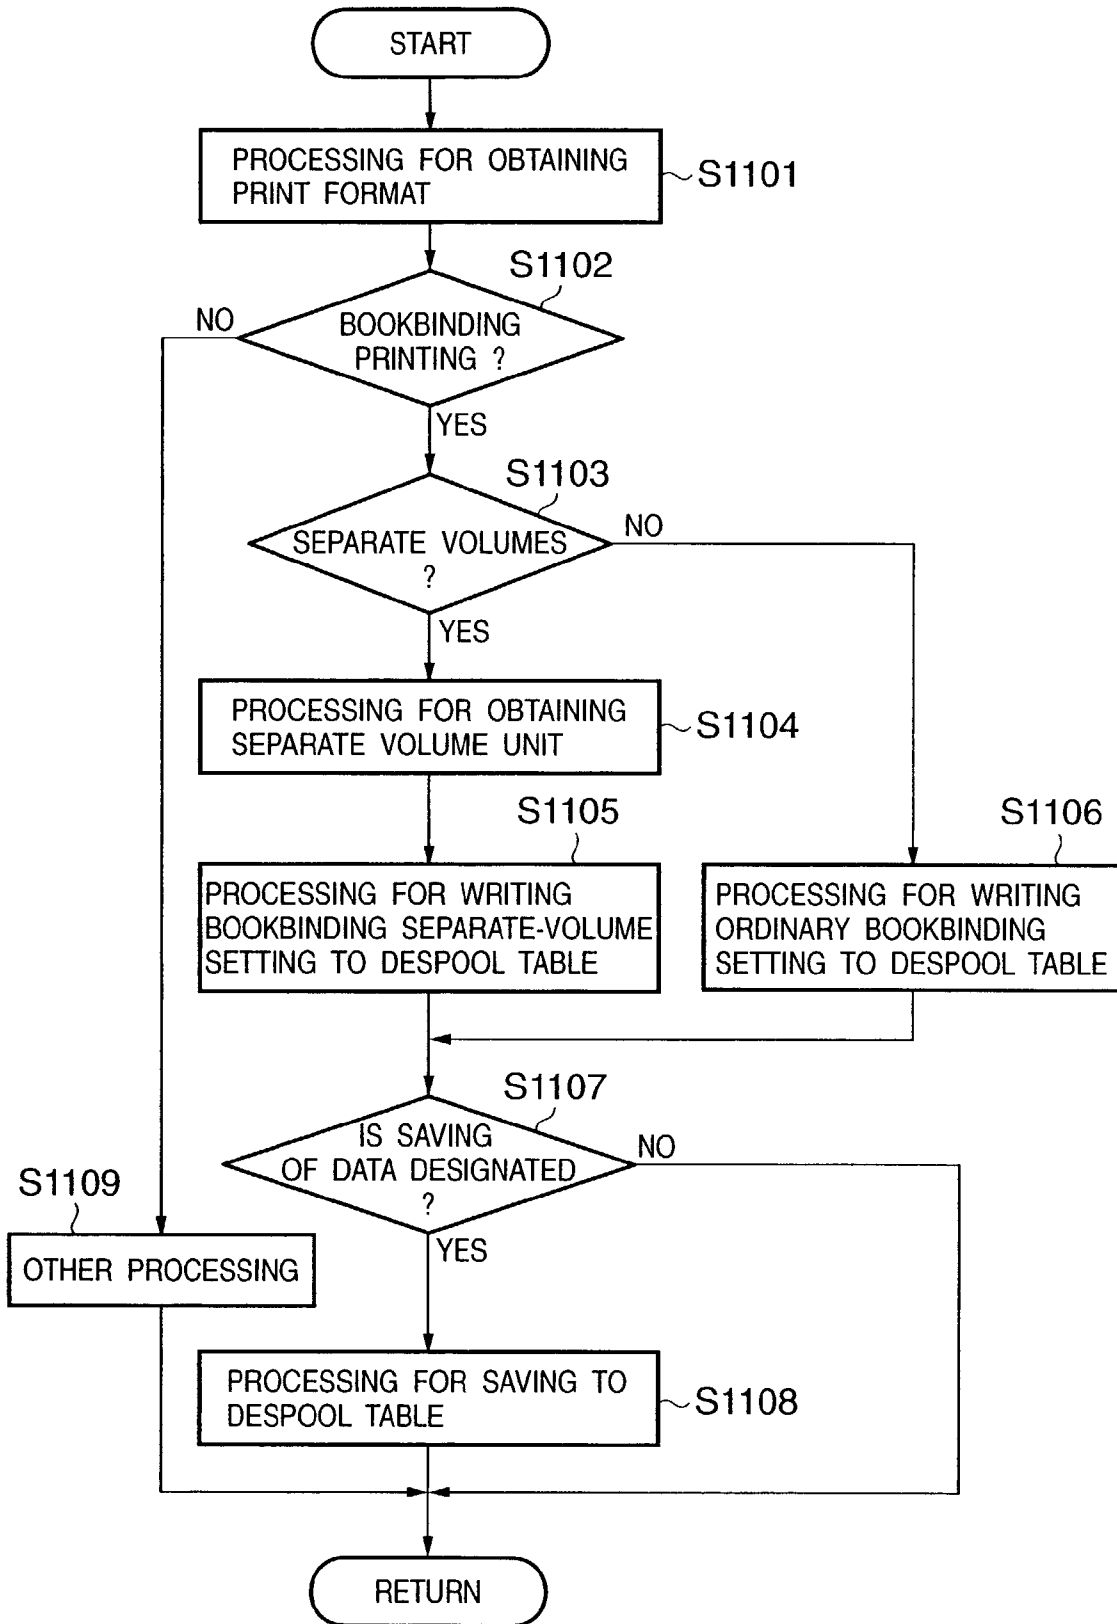 START
PROCESSING FOR OBTAINING
PRINT FORMAT
S1101
S1102
NO
BOOKBINDING
PRINTING ?
YES
S1103
NO
SEPARATE VOLUMES
?
YES
PROCESSING FOR OBTAINING
SEPARATE VOLUME UNIT
S1104
S1105
PROCESSING FOR WRITING
BOOKBINDING SEPARATE-VOLUME
SETTING TO DESPOOL TABLE
S1106
PROCESSING FOR WRITING
ORDINARY BOOKBINDING
SETTING TO DESPOOL TABLE
S1107
IS SAVING
OF DATA DESIGNATED
?
NO
YES
S1109
OTHER PROCESSING
PROCESSING FOR SAVING TO
DESPOOL TABLE
S1108
RETURN